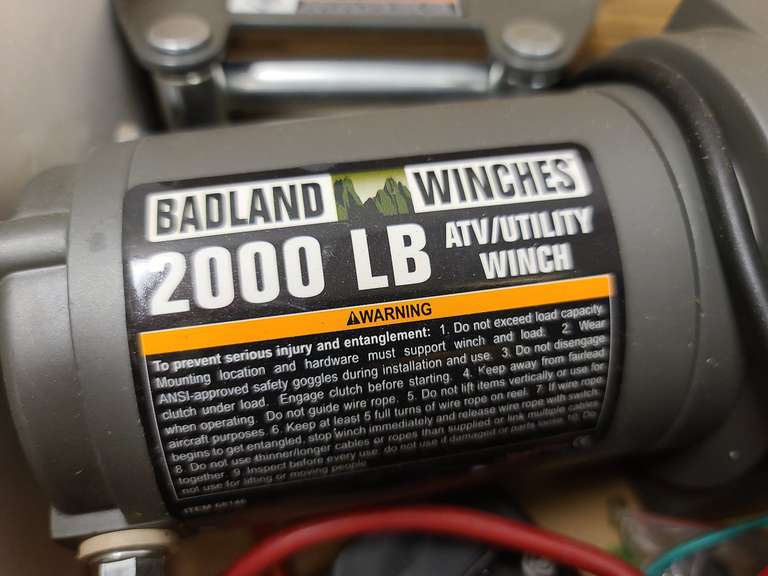 BADLAND WINCHES
2000 LB ATV/UTILITY
WINCH
WARNING
To prevent serious injury and entanglement: 1. Do not exceed load capacity.
Mounting location and hardware must support winch and load. 2. Wear
ANSI-approved safety goggles during installation and use. 3. Do not disengage
clutch under load. Engage clutch before starting. 4. Keep away from fairlead
when operating. Do not guide wire rope. 5. Do not lift items vertically or use for
aircraft purposes. 6. Keep at least 5 full turns of wire rope on reel. 7. If wire rope
begins to get entangled, stop winch immediately and release wire rope with switch.
8. Do not use thinner/longer cables or ropes than supplied or link multiple cables
together. 9. Inspect before every use; do not use if damaged or parts loose. 10. Do
not use for lifting or moving people.
ITEM 68146